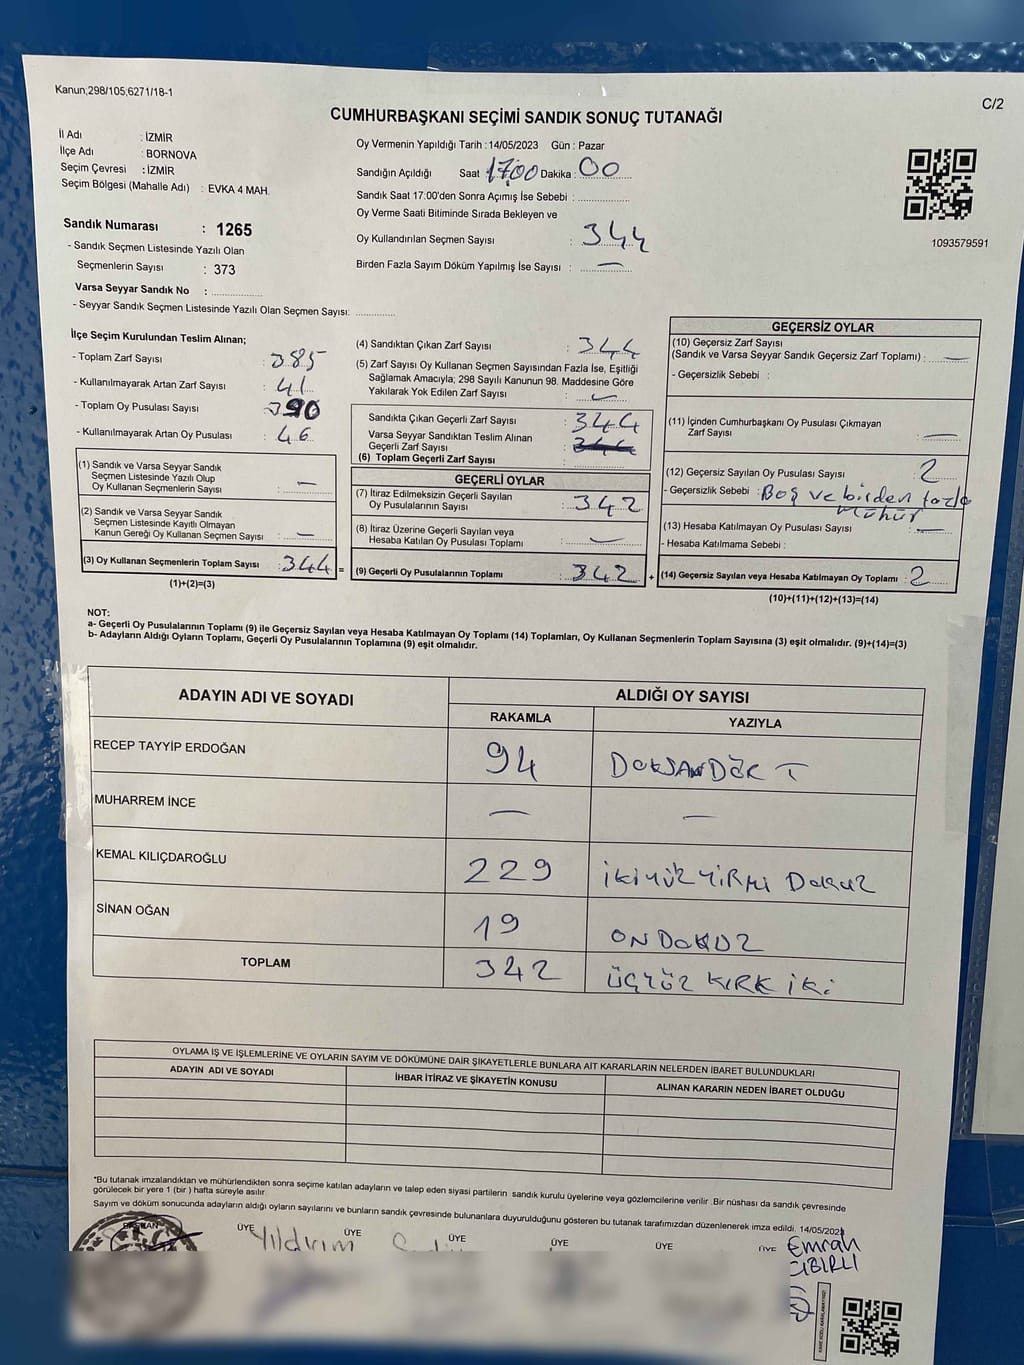 Kanun;298/105;6271/18-1
C/2
CUMHURBAŞKANI SEÇİMİ SANDIK SONUÇ TUTANAĞI
İl Adı : İZMİR
İlçe Adı : BORNOVA
Seçim Çevresi : İZMİR
Seçim Bölgesi (Mahalle Adı) : EVKA 4 MAH.
Sandık Numarası : 1265
- Sandık Seçmen Listesinde Yazılı Olan
Seçmenlerin Sayısı : 373
Varsa Seyyar Sandık No :
- Seyyar Sandık Seçmen Listesinde Yazılı Olan Seçmen Sayısı:
Oy Vermenin Yapıldığı Tarih : 14/05/2023 Gün : Pazar
Sandığın Açıldığı Saat 17.00 Dakika : 00
Sandık Saat 17:00'den Sonra Açımış İse Sebebi :
Oy Verme Saati Bitiminde Sırada Bekleyen ve
Oy Kullandırılan Seçmen Sayısı : 344
Birden Fazla Sayım Döküm Yapılmış İse Sayısı : —
1093579591
İlçe Seçim Kurulundan Teslim Alınan;
- Toplam Zarf Sayısı : 385
- Kullanılmayarak Artan Zarf Sayısı : 41
- Toplam Oy Pusulası Sayısı : 390
- Kullanılmayarak Artan Oy Pusulası : 46
(1) Sandık ve Varsa Seyyar Sandık
Seçmen Listesinde Yazılı Olup
Oy Kullanan Seçmenlerin Sayısı : —
(2) Sandık ve Varsa Seyyar Sandık
Seçmen Listesinde Kayıtlı Olmayan
Kanun Gereği Oy Kullanan Seçmen Sayısı : —
(3) Oy Kullanan Seçmenlerin Toplam Sayısı : 344 =
(1)+(2)=(3)
(4) Sandıktan Çıkan Zarf Sayısı : 344
(5) Zarf Sayısı Oy Kullanan Seçmen Sayısından Fazla İse, Eşitliği
Sağlamak Amacıyla; 298 Sayılı Kanunun 98. Maddesine Göre
Yakılarak Yok Edilen Zarf Sayısı : —
Sandıkta Çıkan Geçerli Zarf Sayısı : 344
Varsa Seyyar Sandıktan Teslim Alınan
Geçerli Zarf Sayısı : 344
(6) Toplam Geçerli Zarf Sayısı :
GEÇERLİ OYLAR
(7) İtiraz Edilmeksizin Geçerli Sayılan
Oy Pusulalarının Sayısı : 342
(8) İtiraz Üzerine Geçerli Sayılan veya
Hesaba Katılan Oy Pusulası Toplamı : —
(9) Geçerli Oy Pusulalarının Toplamı : 342 +
GEÇERSİZ OYLAR
(10) Geçersiz Zarf Sayısı
(Sandık ve Varsa Seyyar Sandık Geçersiz Zarf Toplamı) : —
- Geçersizlik Sebebi :
(11) İçinden Cumhurbaşkanı Oy Pusulası Çıkmayan
Zarf Sayısı : —
(12) Geçersiz Sayılan Oy Pusulası Sayısı : 2
- Geçersizlik Sebebi : Boş ve birden fazla
mühür
(13) Hesaba Katılmayan Oy Pusulası Sayısı : —
- Hesaba Katılmama Sebebi :
(14) Geçersiz Sayılan veya Hesaba Katılmayan Oy Toplamı : 2
(10)+(11)+(12)+(13)=(14)
NOT:
a- Geçerli Oy Pusulalarının Toplamı (9) ile Geçersiz Sayılan veya Hesaba Katılmayan Oy Toplamı (14) Toplamları, Oy Kullanan Seçmenlerin Toplam Sayısına (3) eşit olmalıdır. (9)+(14)=(3)
b- Adayların Aldığı Oyların Toplamı, Geçerli Oy Pusulalarının Toplamına (9) eşit olmalıdır.
ADAYIN ADI VE SOYADI
ALDIĞI OY SAYISI
RAKAMLA YAZIYLA
RECEP TAYYİP ERDOĞAN 94 DOKSANDÖRT
MUHARREM İNCE — —
KEMAL KILIÇDAROĞLU 229 İKİYÜZ YİRMİ DOKUZ
SİNAN OĞAN 19 ON DOKUZ
TOPLAM 342 ÜÇYÜZ KIRK İKİ
OYLAMA İŞ VE İŞLEMLERİNE VE OYLARIN SAYIM VE DÖKÜMÜNE DAİR ŞİKAYETLERLE BUNLARA AİT KARARLARIN NELERDEN İBARET BULUNDUKLARI
ADAYIN ADI VE SOYADI İHBAR İTİRAZ VE ŞİKAYETİN KONUSU ALINAN KARARIN NEDEN İBARET OLDUĞU
"Bu tutanak imzalandıktan ve mühürlendikten sonra seçime katılan adayların ve talep eden siyasi partilerin sandık kurulu üyelerine veya gözlemcilerine verilir .Bir nüshası da sandık çevresinde
görülecek bir yere 1 (bir ) hafta süreyle asılır.
Sayım ve döküm sonucunda adayların aldığı oyların sayılarını ve bunların sandık çevresinde bulunanlara duyurulduğunu gösteren bu tutanak tarafımızdan düzenlenerek imza edildi. 14/05/2023
BAŞKAN ÜYE ÜYE ÜYE ÜYE ÜYE ÜYE
Yıldırım
Emrah